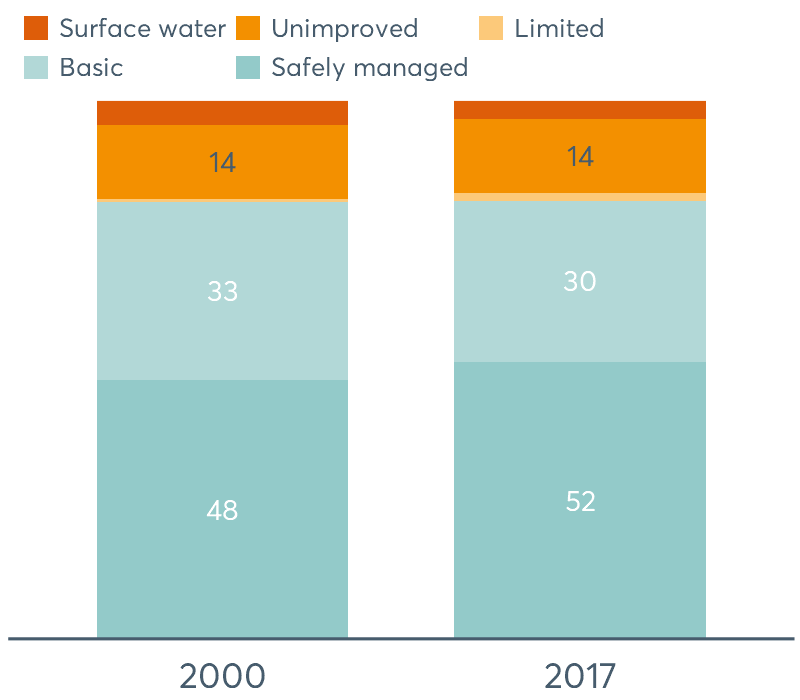 Surface water Unimproved Limited
Basic Safely managed
14 14
33 30
48 52
2000 2017